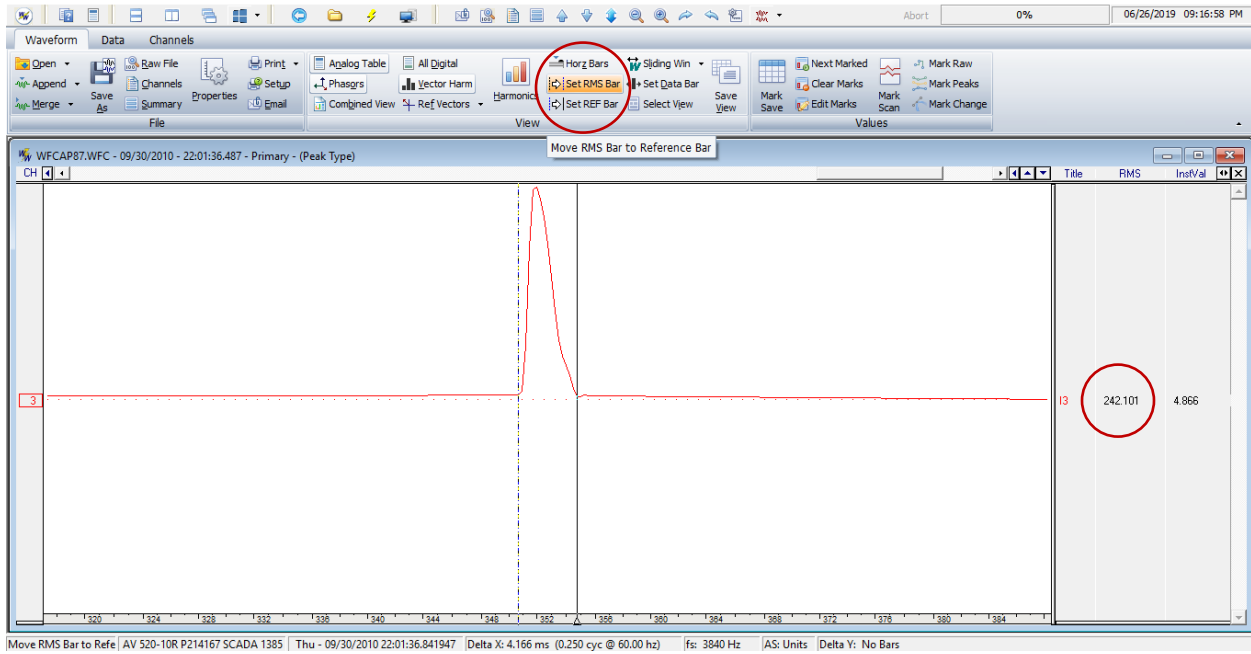 Abort 0% 06/26/2019 09:16:58 PM
Waveform Data Channels
Open Raw File Print Analog Table All Digital Horz Bars Sliding Win Next Marked Mark Raw
Append Channels Setup Phasors Vector Harm Set RMS Bar Set Data Bar Clear Marks Mark Peaks
Merge Save As Summary Properties Email Combined View Ref Vectors Harmonics Set REF Bar Select View Save View Mark Save Edit Marks Mark Scan Mark Change
File View Values
Move RMS Bar to Reference Bar
WFCAP87.WFC - 09/30/2010 - 22:01:36.487 - Primary - (Peak Type)
CH Title RMS InstVal
3 I3 242.101 4.866
320 324 328 332 336 340 344 348 352 356 360 364 368 372 376 380 384
Move RMS Bar to Refe AV 520-10R P214167 SCADA 1385 Thu - 09/30/2010 22:01:36.841947 Delta X: 4.166 ms (0.250 cyc @ 60.00 hz) fs: 3840 Hz AS: Units Delta Y: No Bars